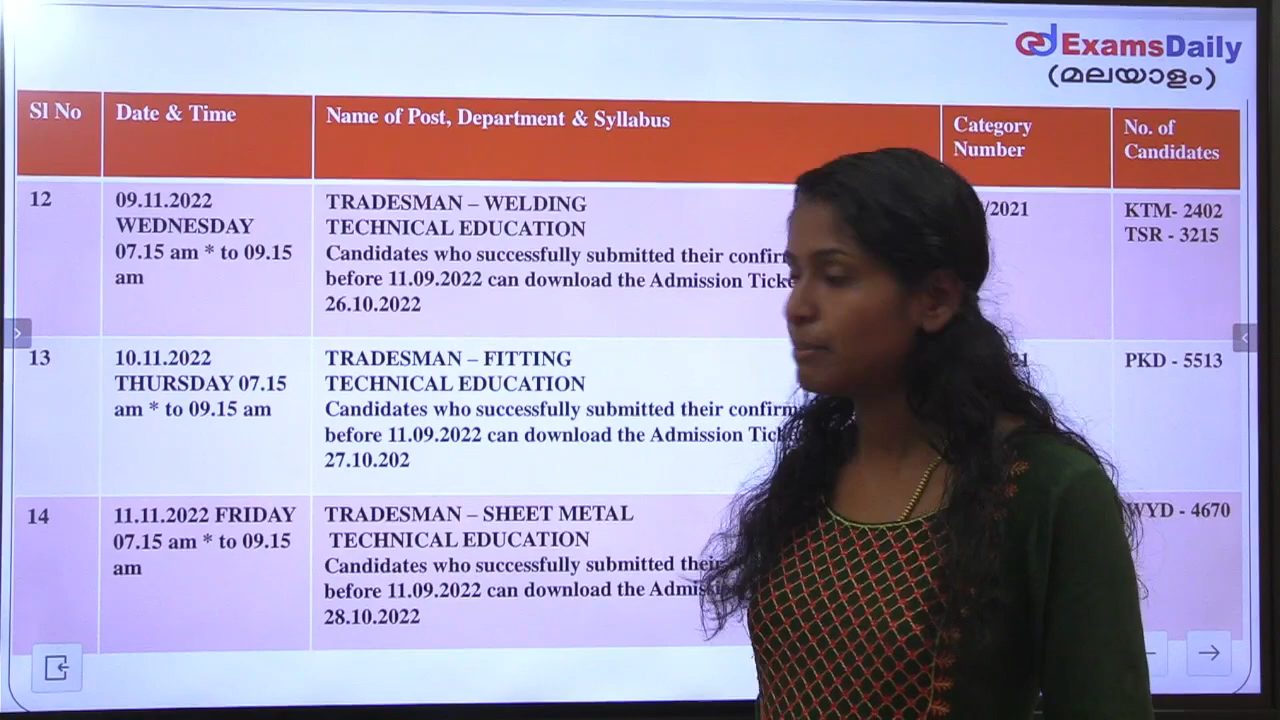 ExamsDaily
(മലയാളം)
Sl No
Date & Time
Name of Post, Department & Syllabus
Category
Number
No. of
Candidates
12
09.11.2022
WEDNESDAY
07.15 am * to 09.15
am
TRADESMAN – WELDING
TECHNICAL EDUCATION
Candidates who successfully submitted their
before 11.09.2022 can download the Admission
26.10.2022
/2021
KTM- 2402
TSR - 3215
13
10.11.2022
THURSDAY 07.15
am * to 09.15 am
TRADESMAN – FITTING
TECHNICAL EDUCATION
Candidates who successfully submitted their
before 11.09.2022 can download the Admission
27.10.202
PKD - 5513
14
11.11.2022 FRIDAY
07.15 am * to 09.15
am
TRADESMAN – SHEET METAL
TECHNICAL EDUCATION
Candidates who successfully submitted their
before 11.09.2022 can download the
28.10.2022
WYD - 4670